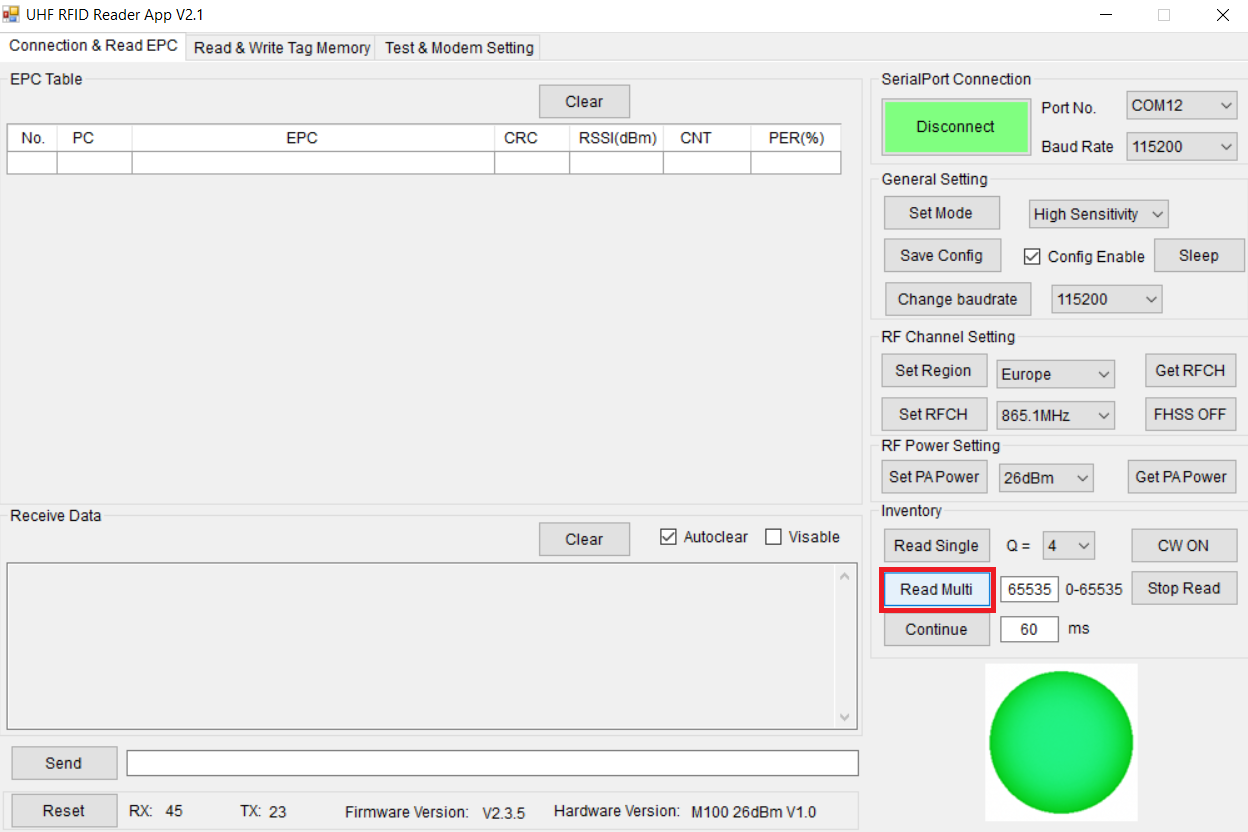 UHF RFID Reader App V2.1
Connection & Read EPC Read & Write Tag Memory Test & Modem Setting
EPC Table
Clear
No. PC EPC CRC RSSI(dBm) CNT PER(%)
SerialPort Connection
Disconnect Port No. COM12
Baud Rate 115200
General Setting
Set Mode High Sensitivity
Save Config Config Enable Sleep
Change baudrate 115200
RF Channel Setting
Set Region Europe Get RFCH
Set RFCH 865.1MHz FHSS OFF
RF Power Setting
Set PA Power 26dBm Get PA Power
Inventory
Read Single Q = 4 CW ON
Read Multi 65535 0-65535 Stop Read
Continue 60 ms
Receive Data
Clear Autoclear Visable
Send
Reset RX: 45 TX: 23 Firmware Version: V2.3.5 Hardware Version: M100 26dBm V1.0